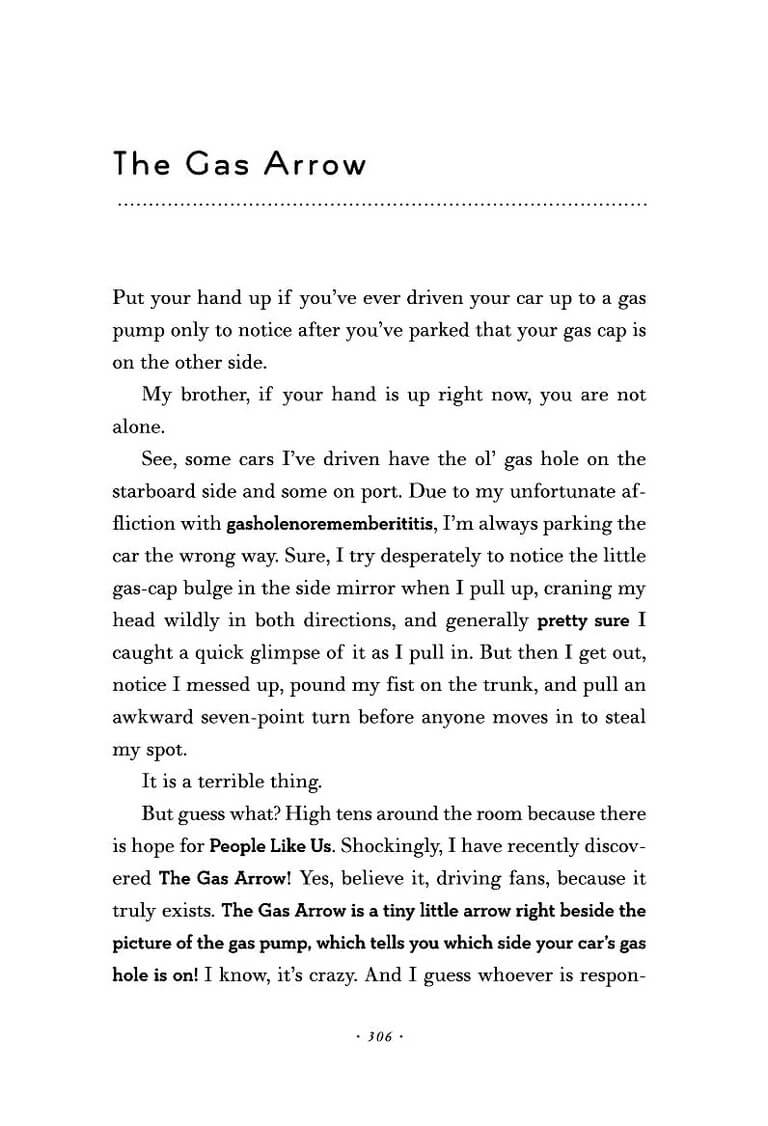 The Gas Arrow
Put your hand up if you’ve ever driven your car up to a gas
pump only to notice after you’ve parked that your gas cap is
on the other side.
My brother, if your hand is up right now, you are not
alone.
See, some cars I’ve driven have the ol’ gas hole on the
starboard side and some on port. Due to my unfortunate af-
fliction with gasholenorememberititis, I’m always parking the
car the wrong way. Sure, I try desperately to notice the little
gas-cap bulge in the side mirror when I pull up, craning my
head wildly in both directions, and generally pretty sure I
caught a quick glimpse of it as I pull in. But then I get out,
notice I messed up, pound my fist on the trunk, and pull an
awkward seven-point turn before anyone moves in to steal
my spot.
It is a terrible thing.
But guess what? High tens around the room because there
is hope for People Like Us. Shockingly, I have recently discov-
ered The Gas Arrow! Yes, believe it, driving fans, because it
truly exists. The Gas Arrow is a tiny little arrow right beside the
picture of the gas pump, which tells you which side your car’s gas
hole is on! I know, it’s crazy. And I guess whoever is respon-
· 306 ·